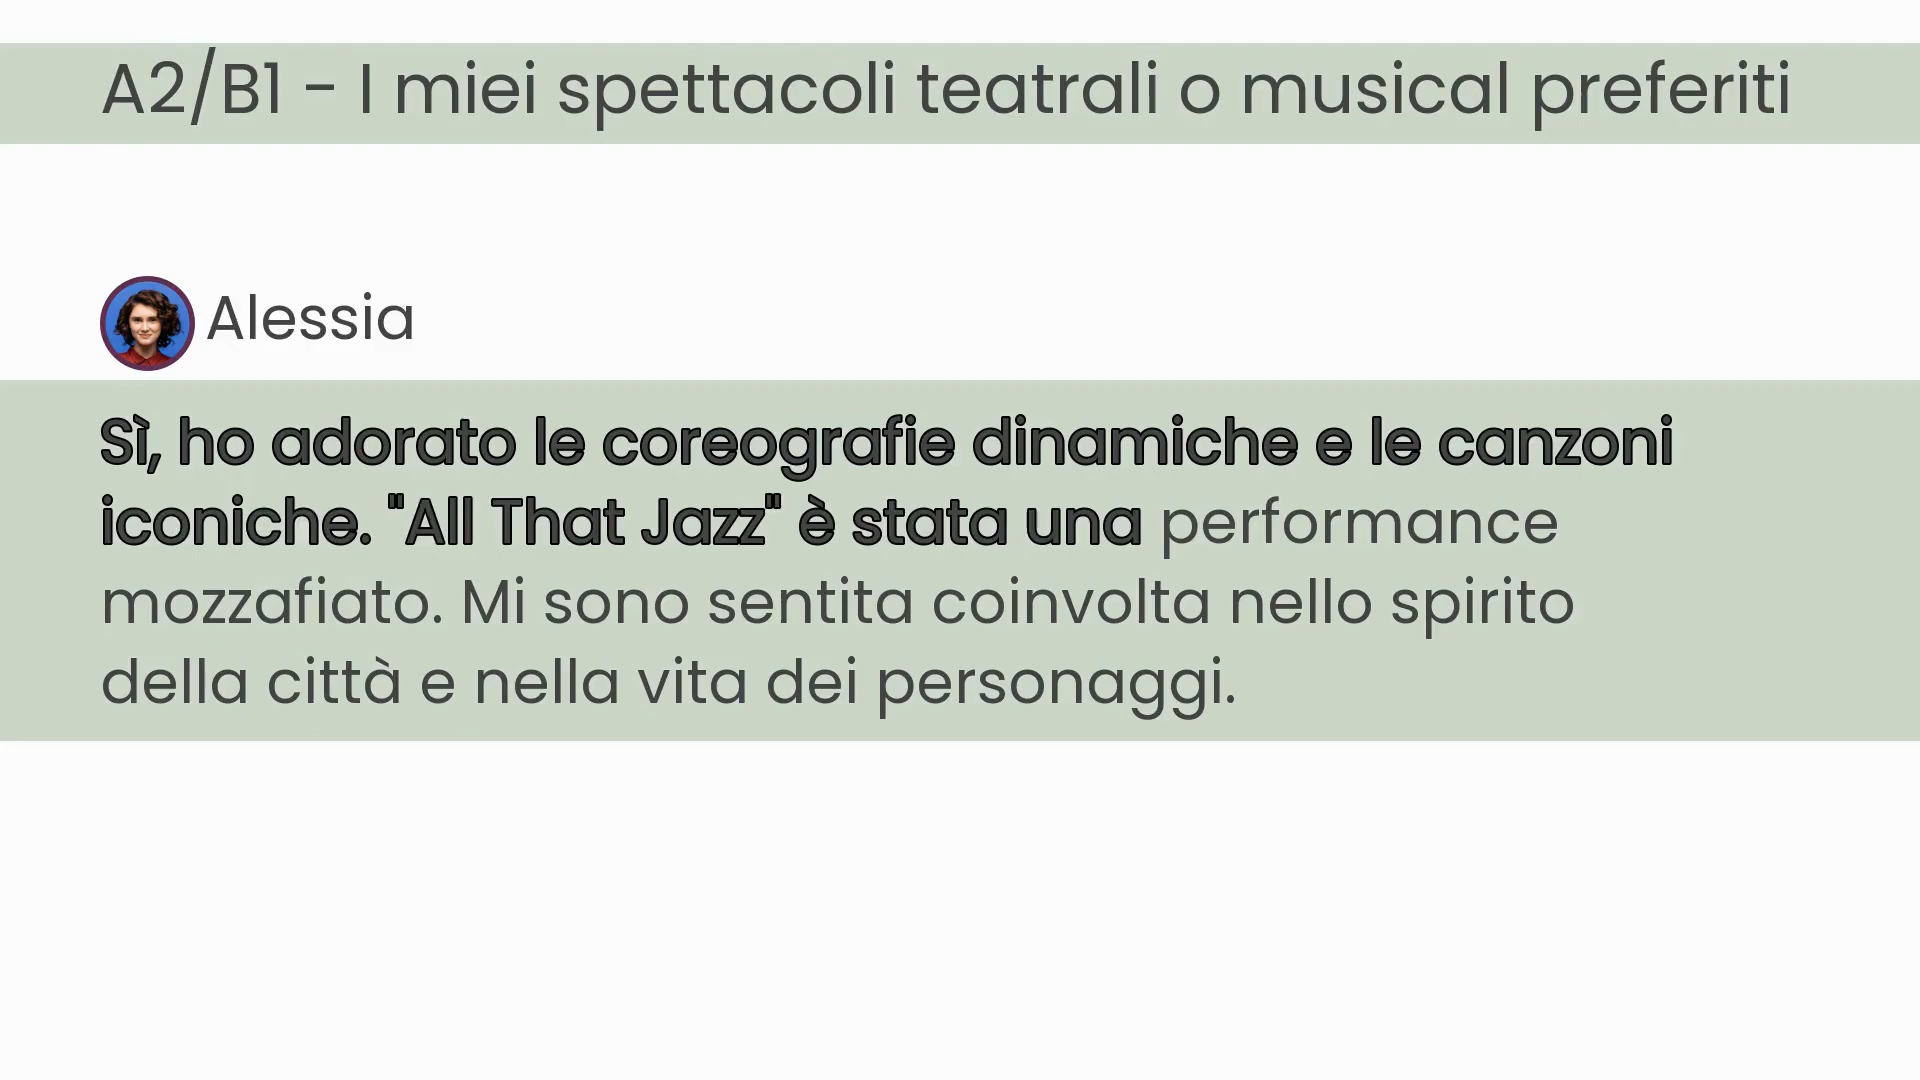 A2/B1 - I miei spettacoli teatrali o musical preferiti
Alessia
Sì, ho adorato le coreografie dinamiche e le canzoni
iconiche. "All That Jazz" è stata una performance
mozzafiato. Mi sono sentita coinvolta nello spirito
della città e nella vita dei personaggi.